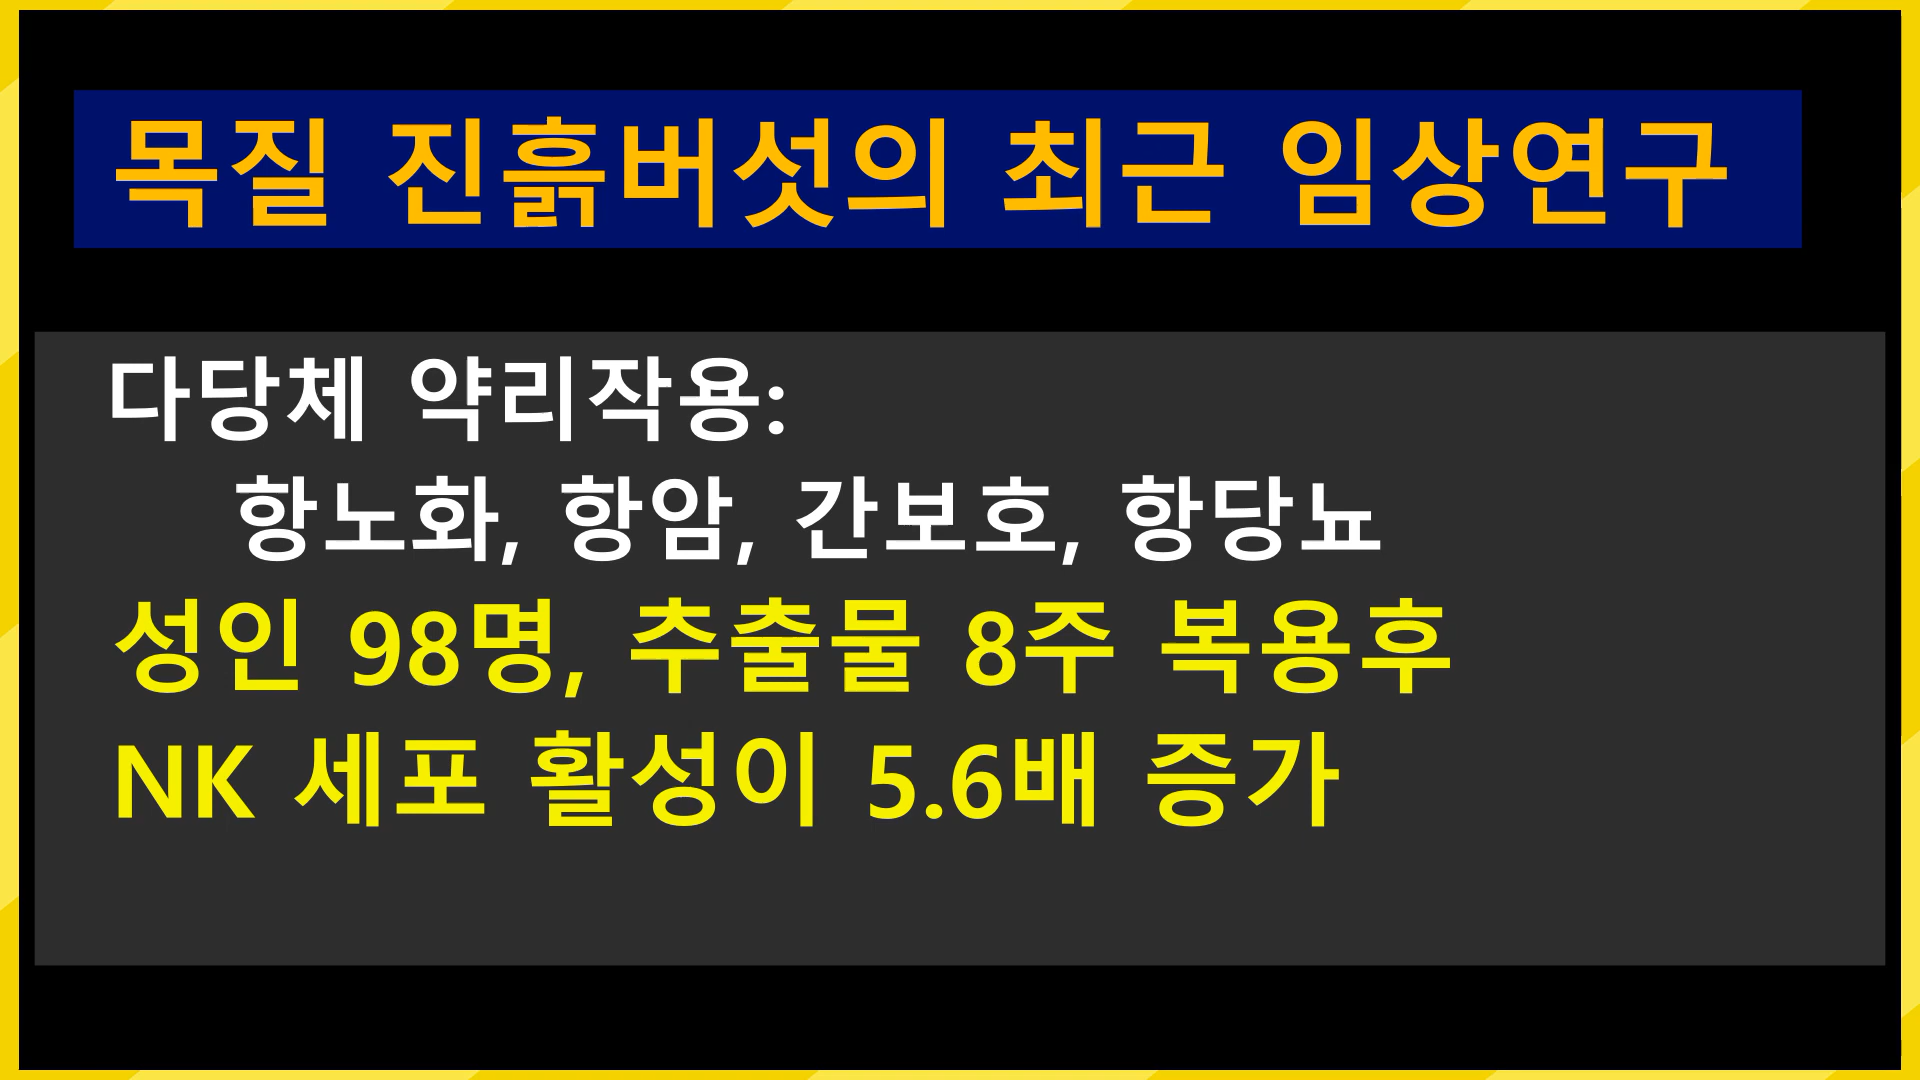 목질 진흙버섯의 최근 임상연구
다당체 약리작용:
항노화, 항암, 간보호, 항당뇨
성인 98명, 추출물 8주 복용후
NK 세포 활성이 5.6배 증가